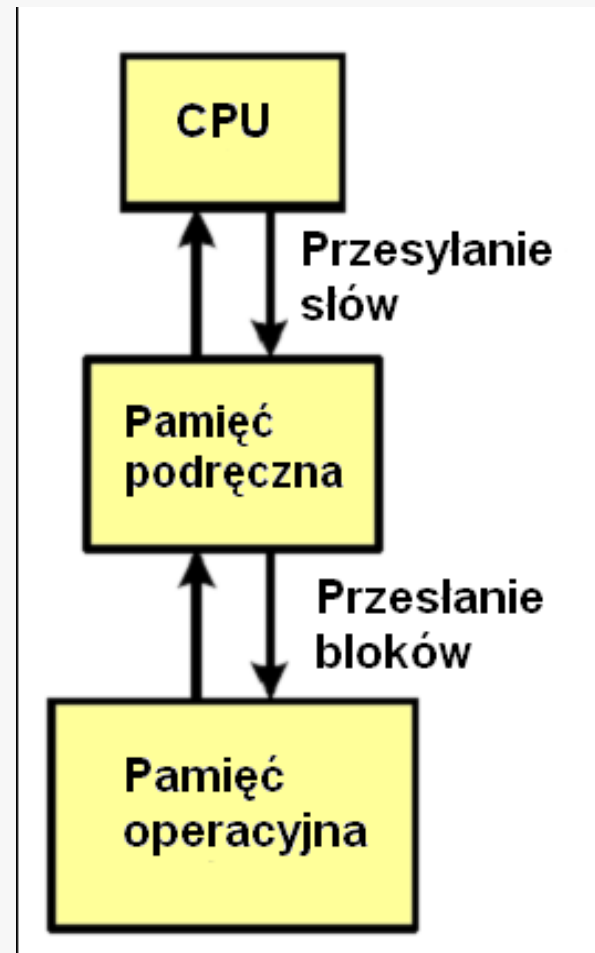 CPU
Przesyłanie
słów
Pamięć
podręczna
Przesłanie
bloków
Pamięć
operacyjna